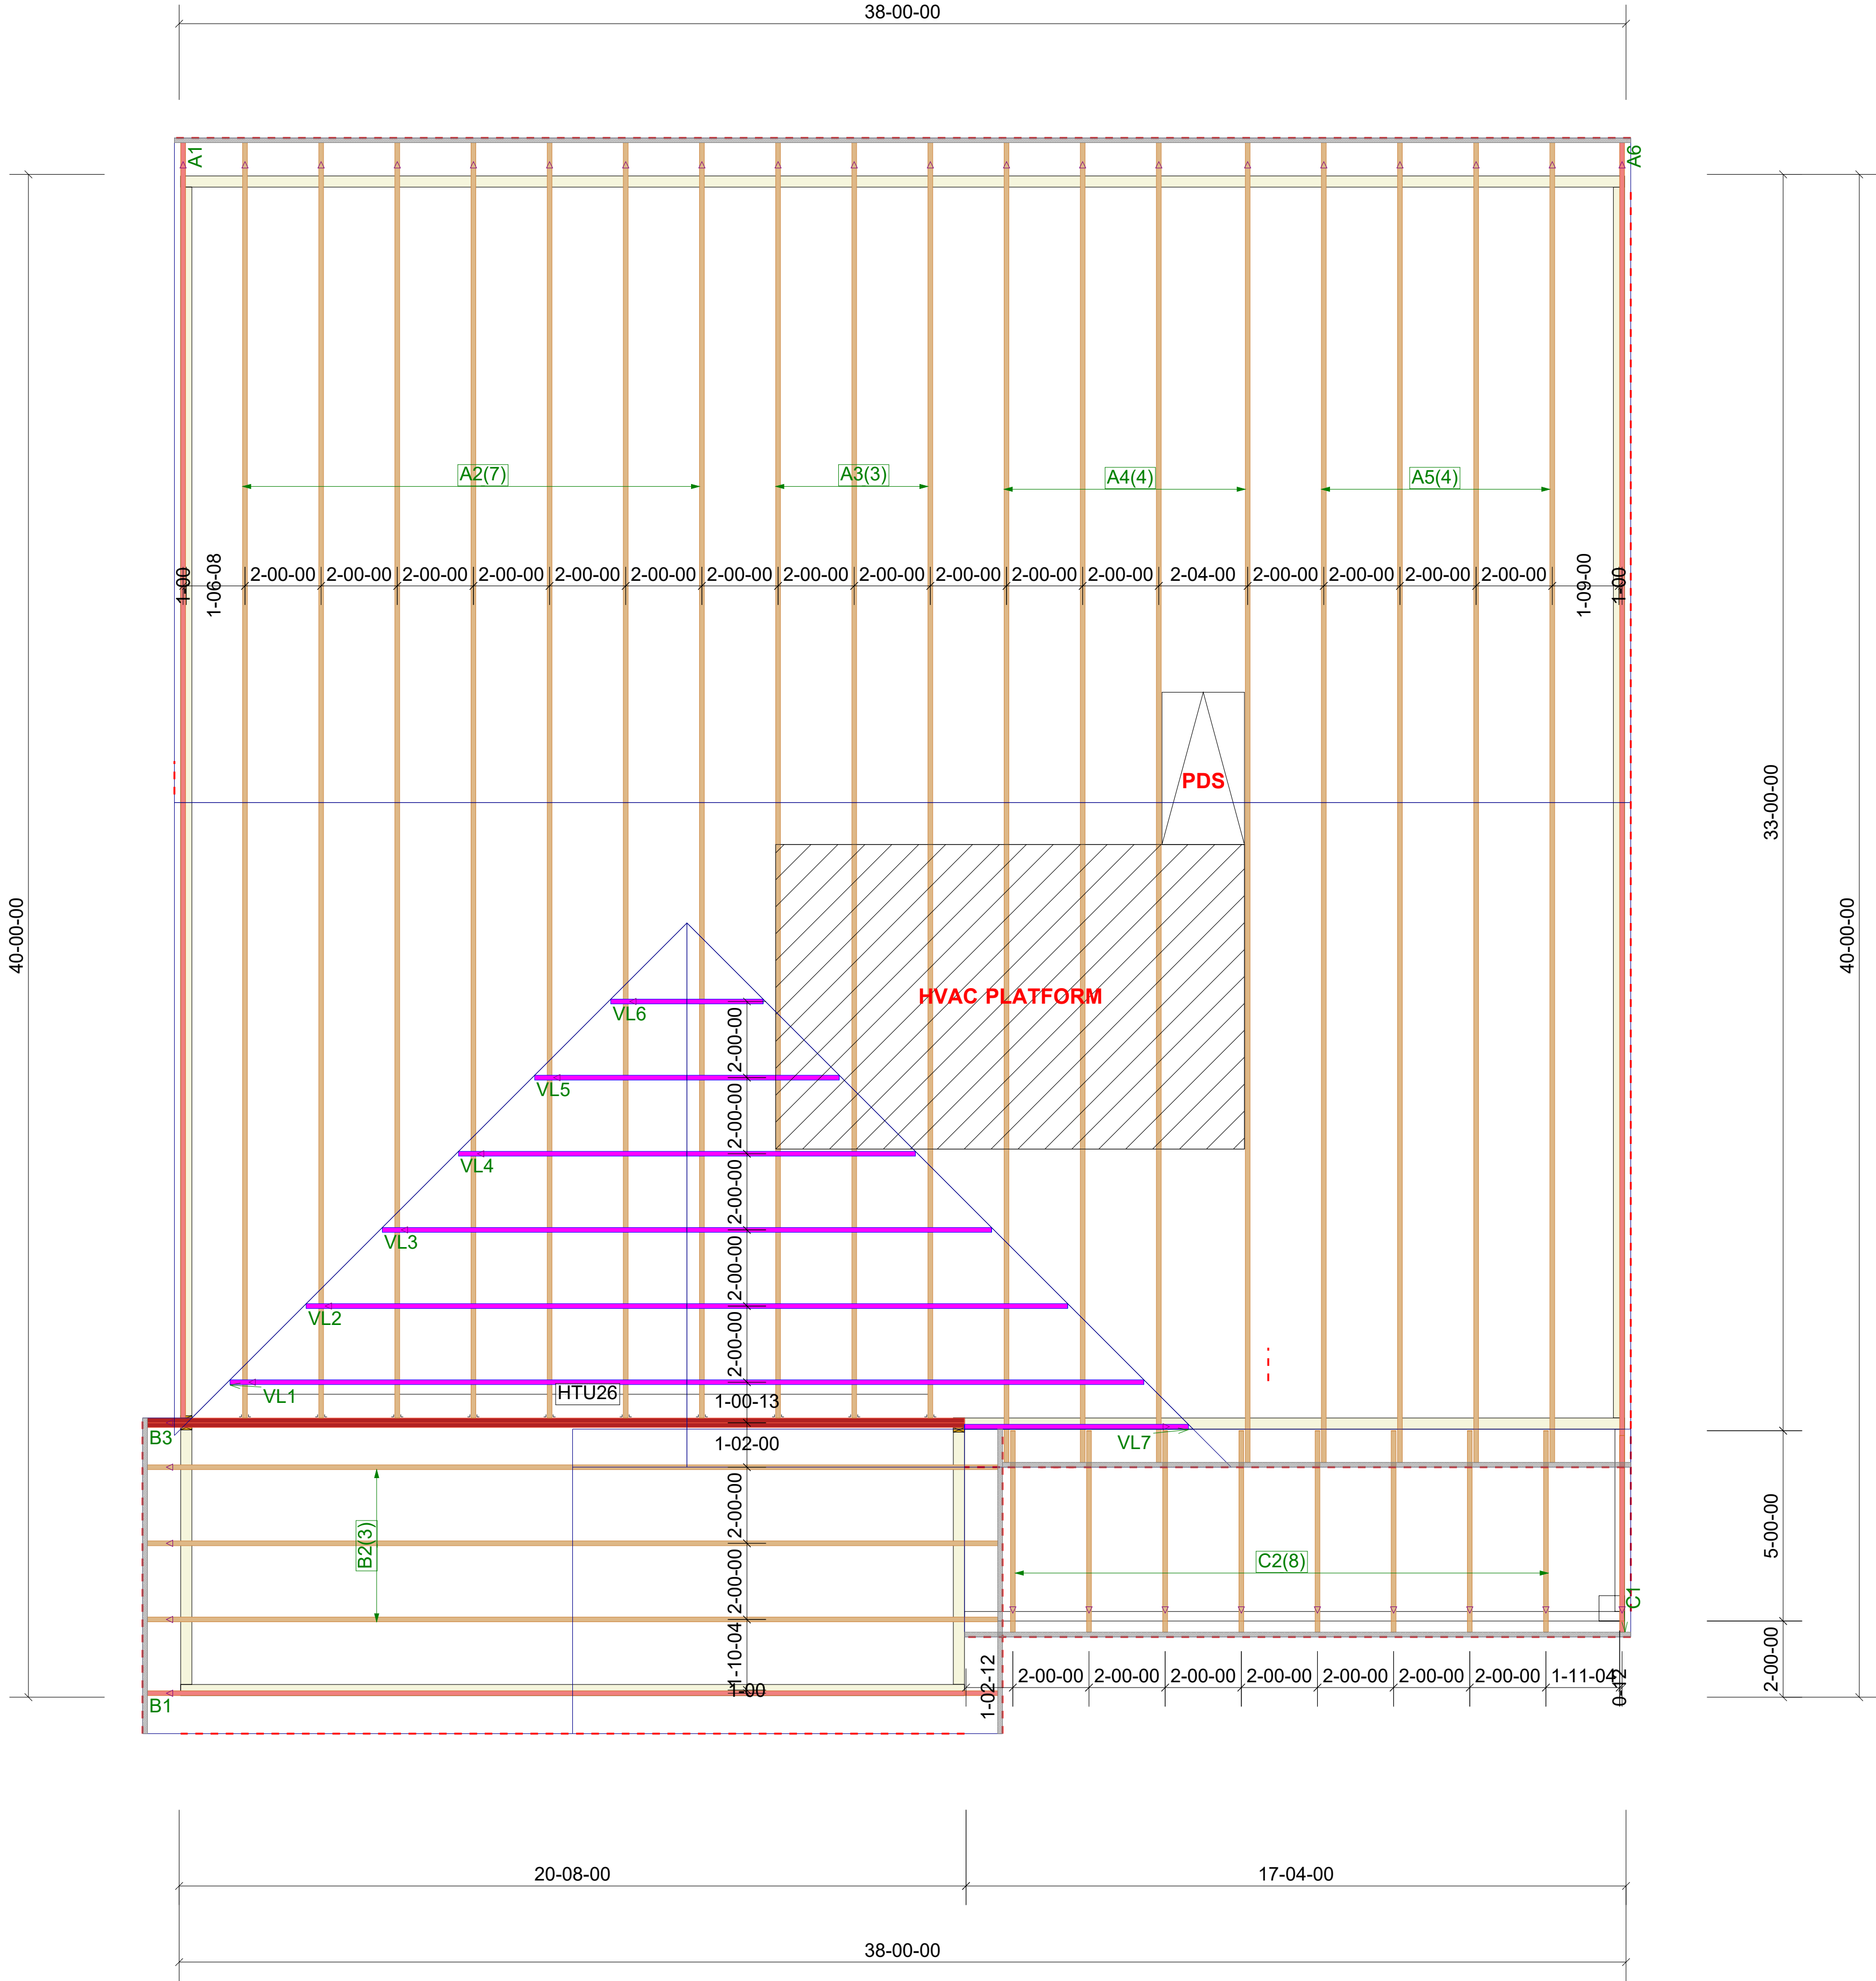 38-00-00
A1
A6
A2(7)
A3(3)
A4(4)
A5(4)
1-00
1-06-08
2-00-00
2-00-00
2-00-00
2-00-00
2-00-00
2-00-00
2-00-00
2-00-00
2-00-00
2-00-00
2-00-00
2-00-00
2-04-00
2-00-00
2-00-00
2-00-00
2-00-00
1-09-00
1-00
PDS
33-00-00
40-00-00
40-00-00
HVAC PLATFORM
VL6
2-00-00
VL5
2-00-00
VL4
2-00-00
VL3
2-00-00
VL2
2-00-00
VL1
HTU26
1-00-13
B3
1-02-00
VL7
2-00-00
B2(3)
2-00-00
C2(8)
5-00-00
C1
1-10-04
1-00
B1
1-02-12
2-00-00
2-00-00
2-00-00
2-00-00
2-00-00
2-00-00
2-00-00
1-11-04
0-12
2-00-00
20-08-00
17-04-00
38-00-00